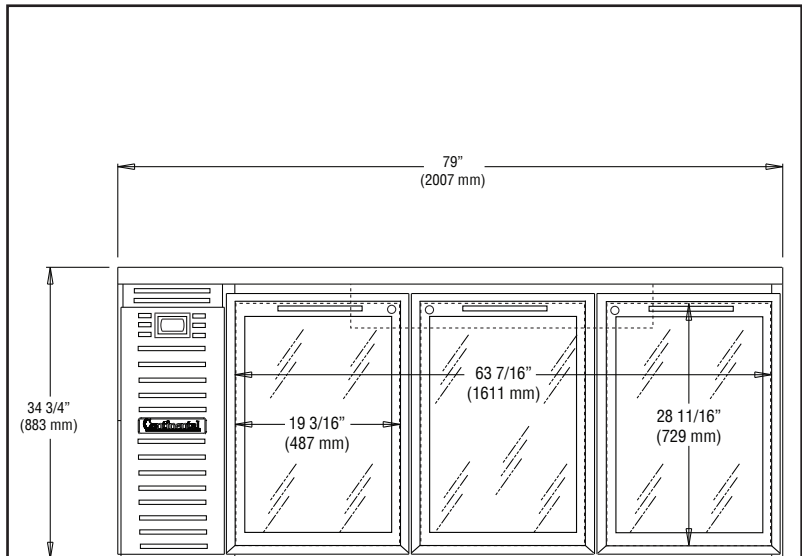 79”
(2007 mm)
34 3/4”
(883 mm)
Continental
63 7/16”
(1611 mm)
19 3/16”
(487 mm)
28 11/16”
(729 mm)